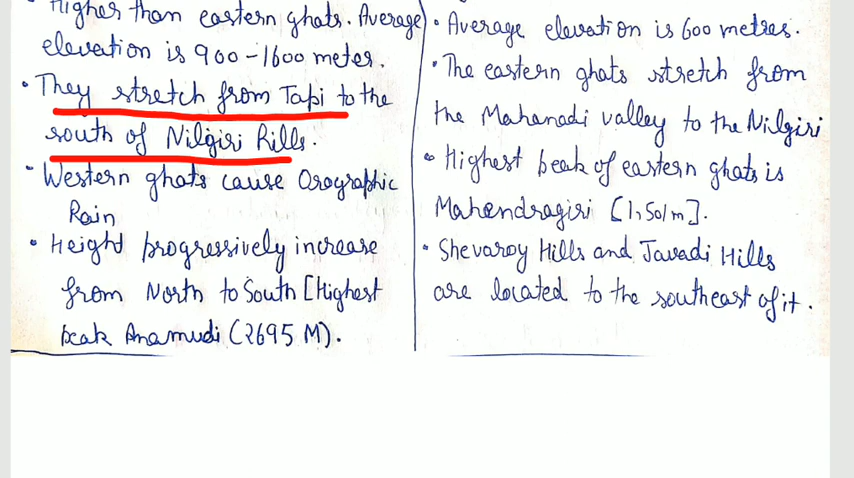 Higher than eastern ghats. Average
elevation is 900-1600 meter.
• They stretch from Tapi to the
south of Nilgiri Rills.
• Western ghats cause Orographic
Rain
• Height progressively increase
from North to South [Highest
peak Anamudi (2695 M).
• Average elevation is 600 metres.
• The eastern ghats stretch from
the Mahanadi valley to the Nilgiri
• Highest peak of eastern ghats is
Mahendragiri [1,501m].
• Shevaroy Hills and Javadi Hills
are located to the southeast of it.